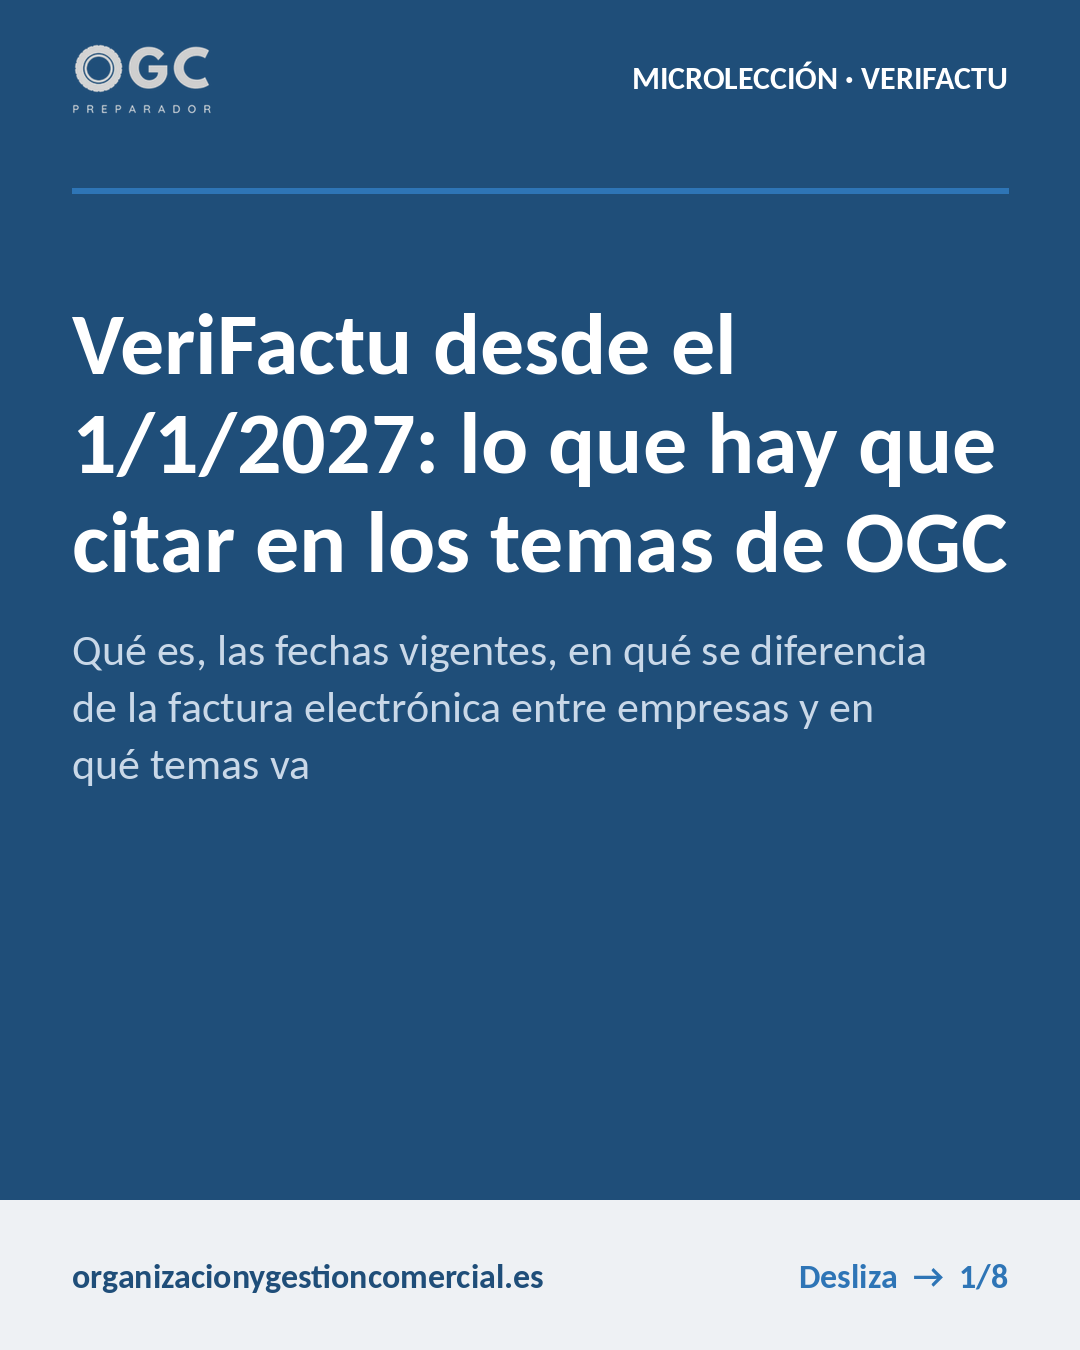 OGC
PREPARADOR
MICROLECCIÓN · VERIFACTU
VeriFactu desde el
1/1/2027: lo que hay que
citar en los temas de OGC
Qué es, las fechas vigentes, en qué se diferencia
de la factura electrónica entre empresas y en
qué temas va
organizacionygestioncomercial.es
Desliza → 1/8